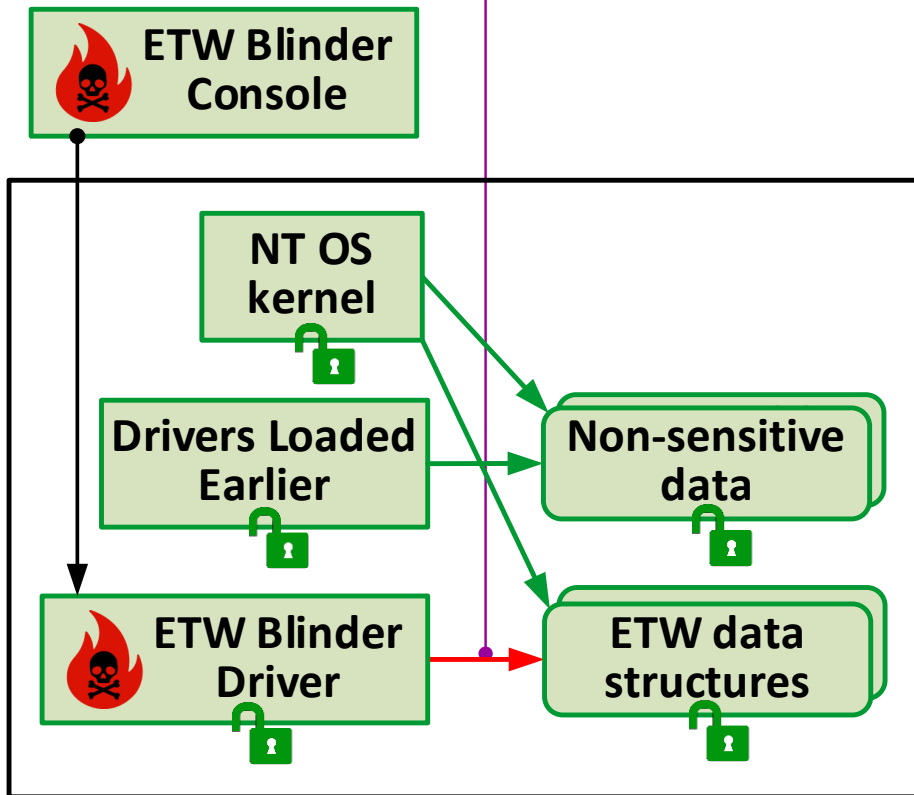 ETW Blinder
Console
NT OS
kernel
Drivers Loaded
Earlier
Non-sensitive
data
ETW Blinder
Driver
ETW data
structures